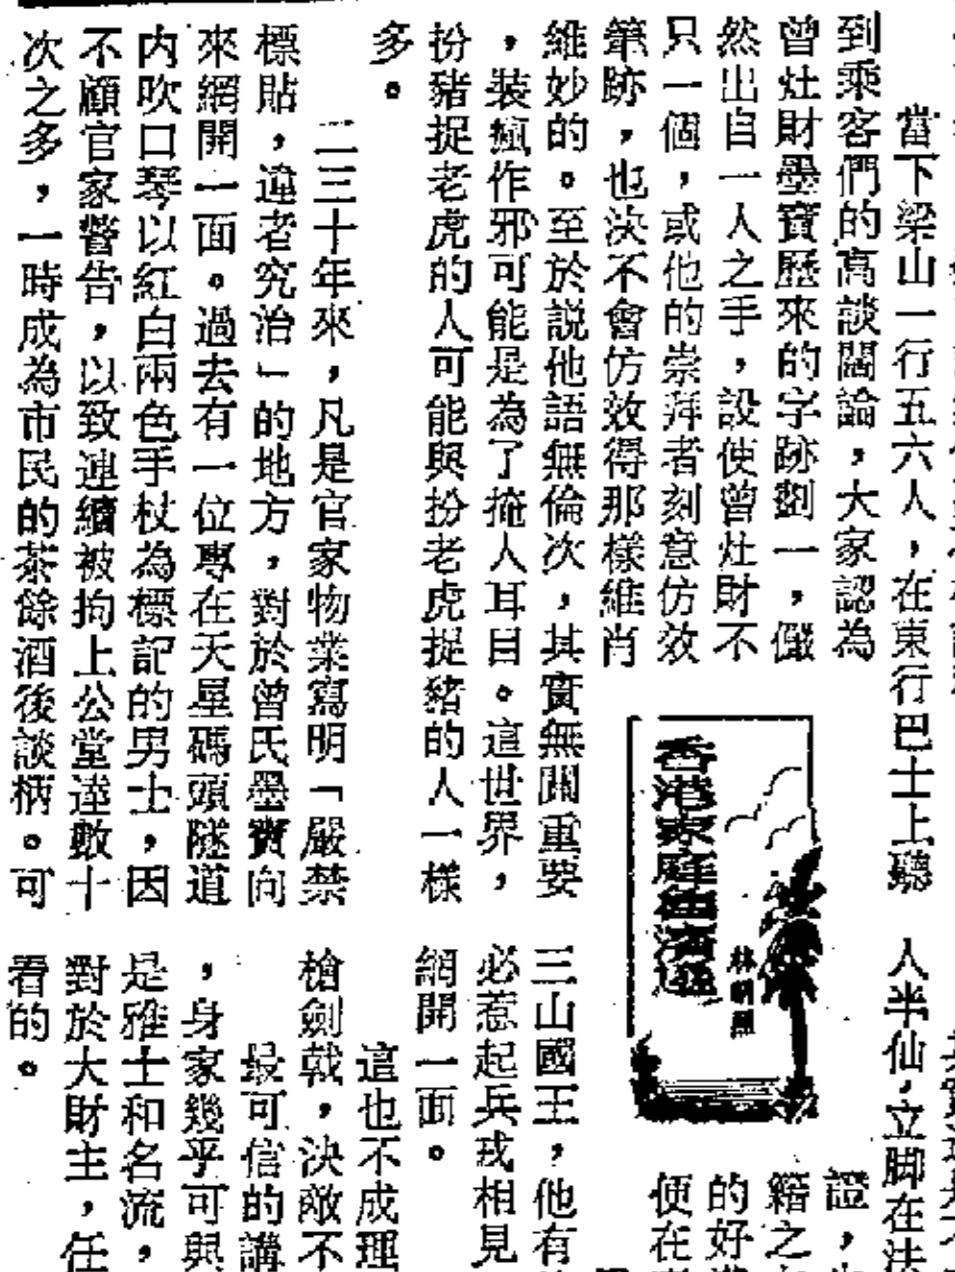 當下梁山一行五六人，在東行巴士上聽
到乘客們的高談闊論，大家認為
曾灶財墨寶歷來的字跡劃一，儼
然出自一人之手，設使曾灶財不
只一個，或他的崇拜者刻意仿效
筆跡，也決不會仿效得那樣維肖
維妙的。至於說他語無倫次，其實無關重要
，裝瘋作邪可能是為了掩人耳目。這世界，
扮豬捉老虎的人可能與扮老虎捉豬的人一樣
多。
二三十年來，凡是官家物業寫明「嚴禁
標貼，違者究治」的地方，對於曾氏墨寶向
來網開一面。過去有一位專在天星碼頭隧道
内吹口琴以紅白兩色手杖為標記的男士，因
不顧官家警告，以致連續被拘上公堂達數十
次之多，一時成為市民的茶餘酒後談柄。可
香港家庭經濟學
林明照
人半仙，立脚在法
證，
籍之
的好
便在
三山國王，他有
必惹起兵戎相見
網開一面。
這也不成理
槍劍戟，決敵不
最可信的講
，身家幾乎可與
是雅士和名流，
對於大財主，任
看的。